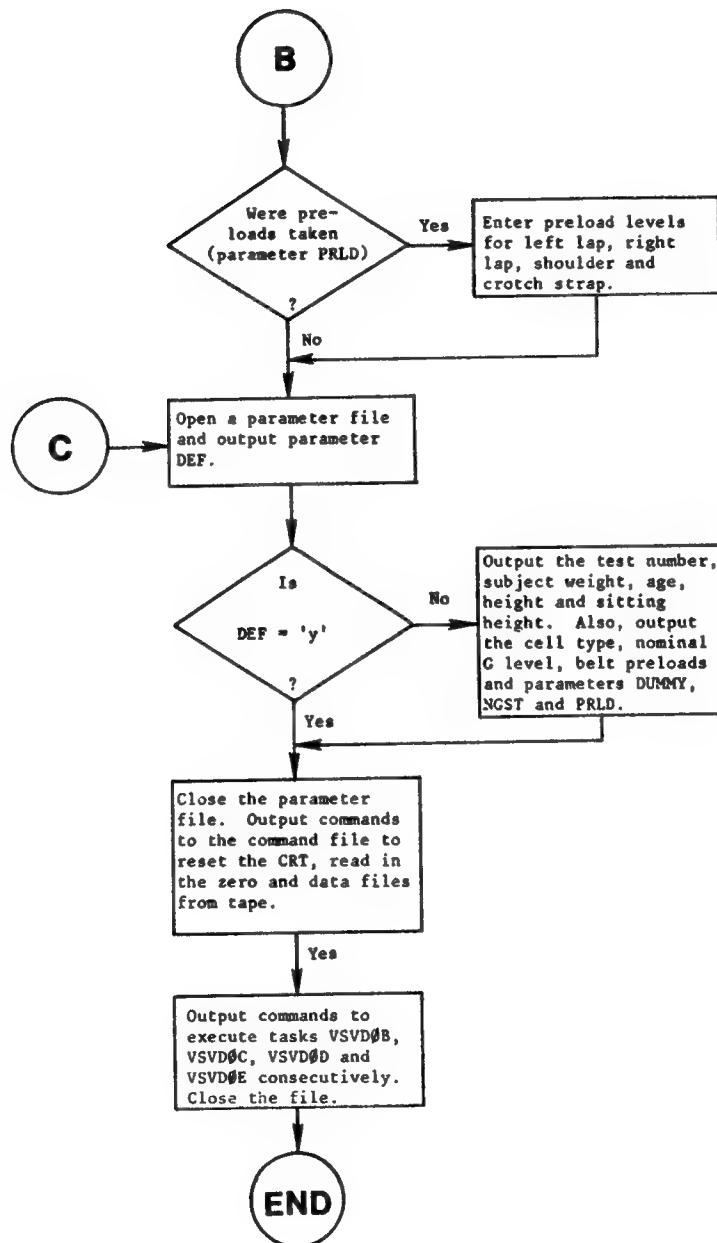 B
Were pre-
loads taken
(parameter PRLD)
?
Yes
Enter preload levels
for left lap, right
lap, shoulder and
crotch strap.
No
C
Open a parameter file
and output parameter
DEF.
Is
DEF = 'y'
?
No
Output the test number,
subject weight, age,
height and sitting
height. Also, output
the cell type, nominal
G level, belt preloads
and parameters DUMMY,
NGST and PRLD.
Yes
Close the parameter
file. Output commands
to the command file to
reset the CRT, read in
the zero and data files
from tape.
Yes
Output commands to
execute tasks VSVDØB,
VSVDØC, VSVDØD and
VSVDØE consecutively.
Close the file.
END